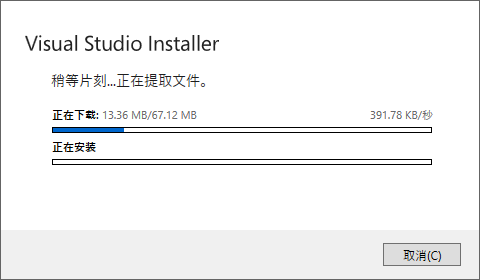 Visual Studio Installer
稍等片刻...正在提取文件。
正在下载: 13.36 MB/67.12 MB 391.78 KB/秒
正在安装
取消(C)